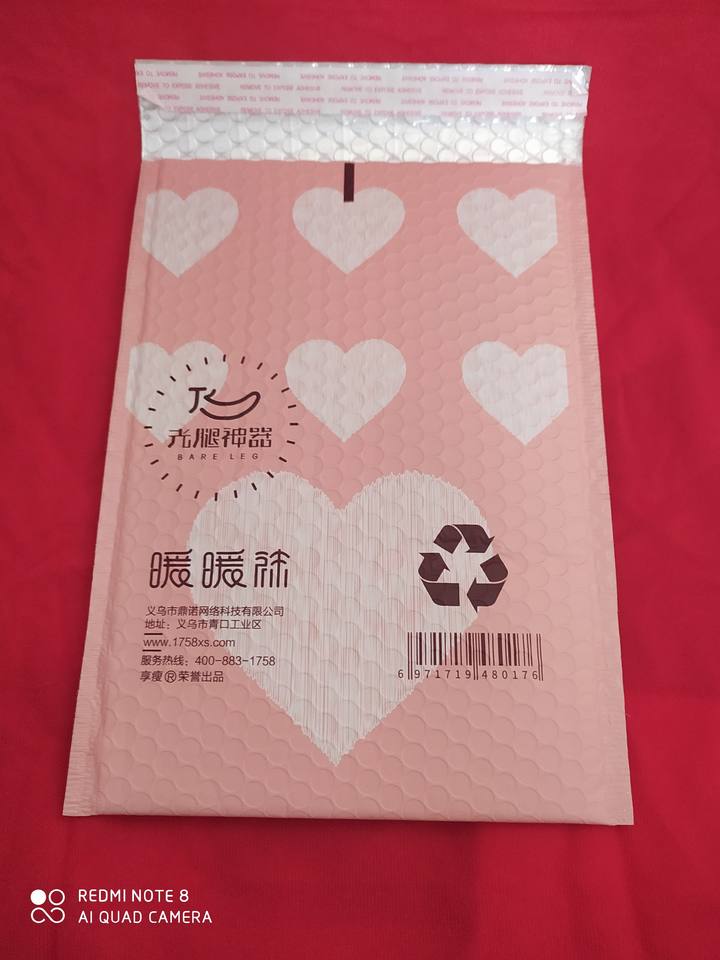 REMOVE TO EXPOSE ADHESIVE
光腿神器
BARE LEG
暖暖袜
义乌市鼎诺网络科技有限公司
地址：义乌市青口工业区
www.1758xs.com
服务热线：400-883-1758
享瘦®荣誉出品
6 971719 480176
REDMI NOTE 8
AI QUAD CAMERA